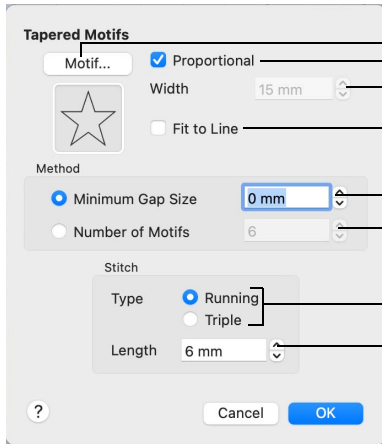 Tapered Motifs
Motif...
Proportional
Width 15 mm
Fit to Line
Method
Minimum Gap Size 0 mm
Number of Motifs 6
Stitch
Type Running
Triple
Length 6 mm
? Cancel OK